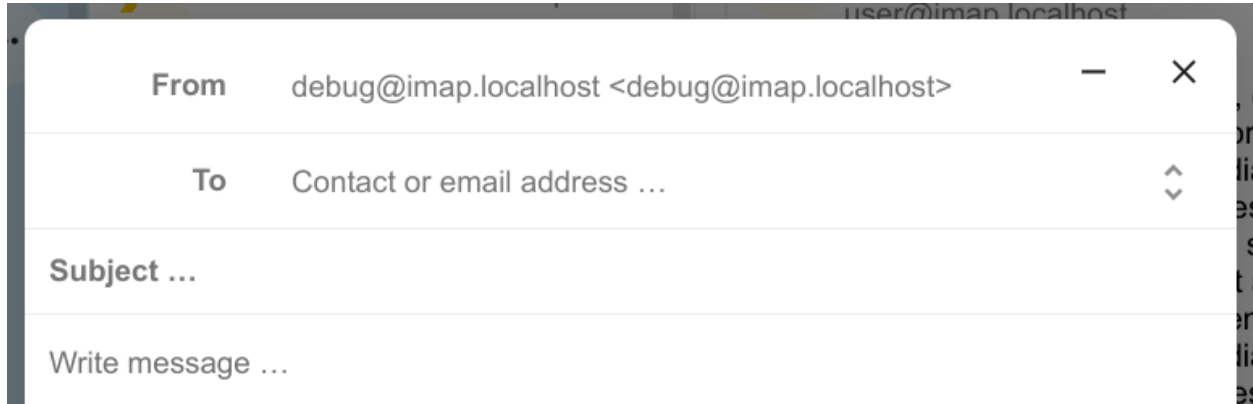 user@imap.localhost
From debug@imap.localhost <debug@imap.localhost>
To Contact or email address …
Subject …
Write message …